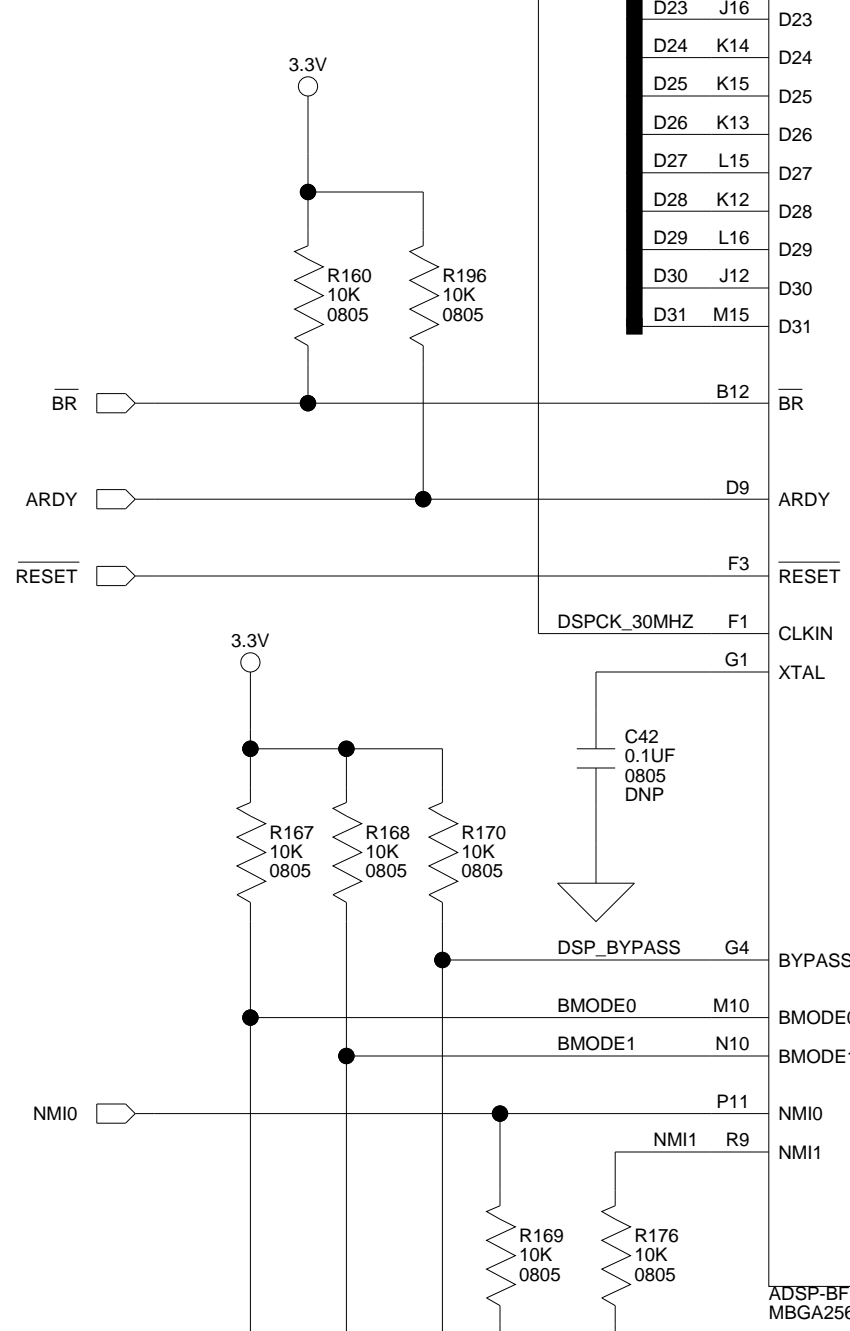 D23 J16 D23
D24 K14 D24
3.3V
D25 K15 D25
D26 K13 D26
D27 L15 D27
D28 K12 D28
D29 L16 D29
R160
10K
0805
R196
10K
0805
D30 J12 D30
D31 M15 D31
BR B12 BR
ARDY D9 ARDY
RESET F3 RESET
DSPCK_30MHZ F1 CLKIN
3.3V
G1 XTAL
C42
0.1UF
0805
DNP
R167
10K
0805
R168
10K
0805
R170
10K
0805
DSP_BYPASS G4 BYPASS
BMODE0 M10 BMODE0
BMODE1 N10 BMODE1
NMI0 P11 NMI0
NMI1 R9 NMI1
R169
10K
0805
R176
10K
0805
ADSP-BF
MBGA256